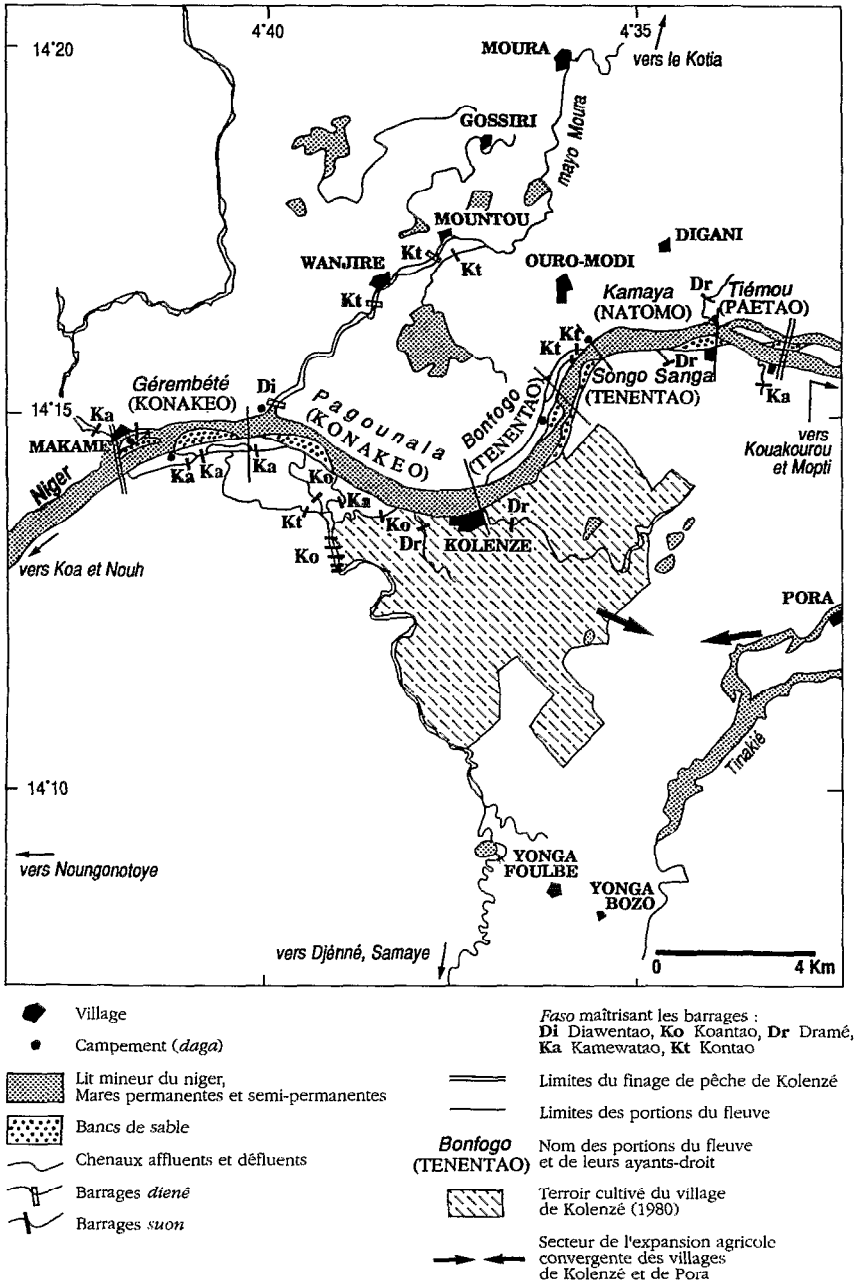 4°40
4°35
14°20
MOURA
vers le Kotia
GOSSIRI
mayo Moura
MOUNTOU
DIGANI
WANJIRE
Kt
Kt
OURO-MODI
Kt
Dr
Kamaya
(NATOMO)
Tiémou
(PAETAO)
Kt
Kt
Dr
Songo Sanga
(TENENTAO)
Ka
Gérembété
(KONAKEO)
Di
14°15
Ka
MAKAME
Pagounala
(KONAKEO)
Bonfogo
(TENENTAO)
vers
Kouakourou
et Mopti
Niger
Ka
Ka
Ka
Ko
Ka
Kt
Ko
Dr
Dr
KOLENZE
Ko
vers Koa et Nouh
PORA
Tinakié
14°10
vers Noungonotoye
YONGA
FOULBE
YONGA
BOZO
vers Djénné, Samaye
0 4 Km
Village
Campement (daga)
Lit mineur du niger,
Mares permanentes et semi-permanentes
Bancs de sable
Chenaux affluents et défluents
Barrages diené
Barrages suon
Faso maîtrisant les barrages :
Di Diawentao, Ko Koantao, Dr Dramé,
Ka Kamewatao, Kt Kontao
Limites du finage de pêche de Kolenzé
Limites des portions du fleuve
Bonfogo
(TENENTAO)
Nom des portions du fleuve
et de leurs ayants-droit
Terroir cultivé du village
de Kolenzé (1980)
Secteur de l'expansion agricole
convergente des villages
de Kolenzé et de Pora